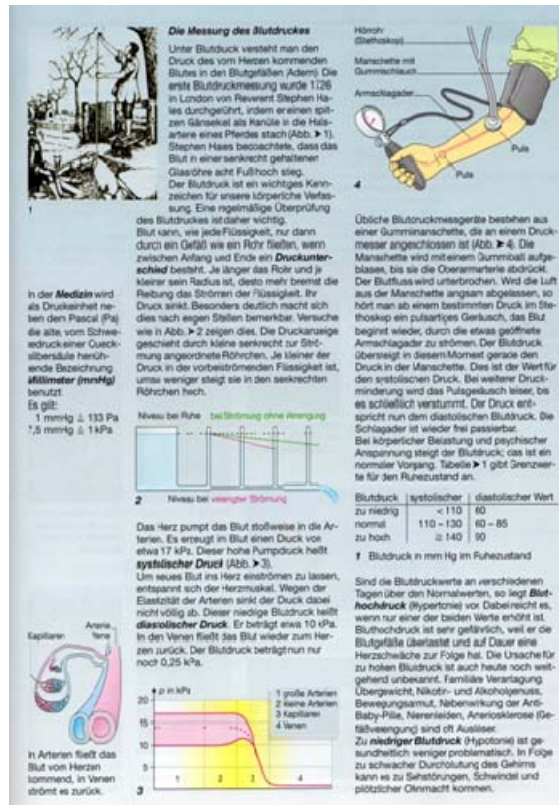 Die Messung des Blutdruckes
Unter Blutdruck versteht man den
Druck des vom Herzen kommenden
Blutes in den Blutgefäßen (Adern). Die
erste Blutdruckmessung wurde 1726
in London von Reverent Stephen Ha-
les durchgeführt, indem er einen spit-
zen Gänsekiel als Kanüle in die Hals-
artere eines Pferdes stach (Abb. ➤ 1).
Stephen Haes beobachtete, dass das
Blut in einer senkrecht gehaltenen
Glasröhre acht Fuß hoch stieg.
Der Blutdruck ist ein wichtiges Kenn-
zeichen für unsere körperliche Verfas-
sung. Eine regelmäßige Überprüfung
des Blutdruckes ist daher wichtig.
Blut kann, wie jede Flüssigkeit, nur dann
durch ein Gefäß wie ein Rohr fließen, wenn
zwischen Anfang und Ende ein Druckunter-
schied besteht. Je länger das Rohr und je
kleiner sein Radius ist, desto mehr bremst die
Reibung das Strömen der Flüssigkeit. Ihr
Druck sinkt. Besonders deutlich macht sich
dies nach engen Stellen bemerkbar. Versuche
wie in Abb. ➤ 2 zeigen dies. Die Druckanzeige
geschieht durch kleine senkrecht zur Strö-
mung angeordnete Röhrchen. Je kleiner der
Druck in der vorbeiströmenden Flüssigkeit ist,
umso weniger steigt sie in den senkrechten
Röhrchen hoch.
1
In der Medizin wird
als Druckeinheit ne-
ben dem Pascal (Pa)
die alte, vom Schwe-
redruck einer Queck-
silbersäule herrüh-
rende Bezeichnung
Millimeter (mmHg)
benutzt.
Es gilt:
1 mmHg ≙ 133 Pa
7,5 mmHg ≙ 1 kPa
Niveau bei Ruhe bei Strömung ohne Verengung
2 Niveau bei verengter Strömung
Das Herz pumpt das Blut stoßweise in die Ar-
terien. Es erzeugt im Blut einen Druck von
etwa 17 kPa. Dieser hohe Pumpdruck heißt
systolischer Druck (Abb. ➤ 3).
Um neues Blut ins Herz einströmen zu lassen,
entspannt sich der Herzmuskel. Wegen der
Elastizität der Arterien sinkt der Druck dabei
nicht völlig ab. Dieser niedrige Blutdruck heißt
diastolischer Druck. Er beträgt etwa 10 kPa.
In den Venen fließt das Blut wieder zum Her-
zen zurück. Der Blutdruck beträgt nun nur
noch 0,25 kPa.
Arterie
Kapillaren Vene
In Arterien fließt das
Blut vom Herzen
kommend, in Venen
strömt es zurück.
p in kPa
20
15
10
5
1 2 3 4
1 große Arterien
2 kleine Arterien
3 Kapillaren
4 Venen
3
Hörrohr
(Stethoskop)
Manschette mit
Gummischlauch
Armschlagader
Puls
Puls
4
Übliche Blutdruckmessgeräte bestehen aus
einer Gummimanschette, die an einem Druck-
messer angeschlossen ist (Abb. ➤ 4). Die
Manschette wird mit einem Gummiball aufge-
blasen, bis sie die Oberarmarterie abdrückt.
Der Blutfluss wird unterbrochen. Wird die Luft
aus der Manschette langsam abgelassen, so
hört man ab einem bestimmten Druck im Ste-
thoskop ein pulsartiges Geräusch, das Blut
beginnt wieder, durch die etwas geöffnete
Armschlagader zu strömen. Der Blutdruck
übersteigt in diesem Moment gerade den
Druck in der Manschette. Dies ist der Wert für
den systolischen Druck. Bei weiterer Druck-
minderung wird das Pulsgeräusch leiser, bis
es schließlich verstummt. Der Druck ent-
spricht nun dem diastolischen Blutdruck. Die
Schlagader ist wieder frei passierbar.
Bei körperlicher Belastung und psychischer
Anspannung steigt der Blutdruck; das ist ein
normaler Vorgang. Tabelle ➤ 1 gibt Grenzwer-
te für den Ruhezustand an.
Blutdruck systolischer diastolischer Wert
zu niedrig < 110 60
normal 110 – 130 60 – 85
zu hoch ≥ 140 90
1 Blutdruck in mm Hg im Ruhezustand
Sind die Blutdruckwerte an verschiedenen
Tagen über den Normalwerten, so liegt Blut-
hochdruck (Hypertonie) vor. Dabei reicht es,
wenn nur einer der beiden Werte erhöht ist.
Bluthochdruck ist sehr gefährlich, weil er die
Blutgefäße überlastet und auf Dauer eine
Herzschwäche zur Folge hat. Die Ursache für
zu hohen Blutdruck ist auch heute noch weit-
gehend unbekannt. Familiäre Veranlagung,
Übergewicht, Nikotin- und Alkoholgenuss,
Bewegungsarmut, Nebenwirkung der Anti-
Baby-Pille, Nierenleiden, Arteriosklerose (Ge-
fäßverengung) sind oft Auslöser.
Zu niedriger Blutdruck (Hypotonie) ist ge-
sundheitlich weniger problematisch. In Folge
zu schwacher Durchblutung des Gehirns
kann es zu Sehstörungen, Schwindel und
plötzlicher Ohnmacht kommen.